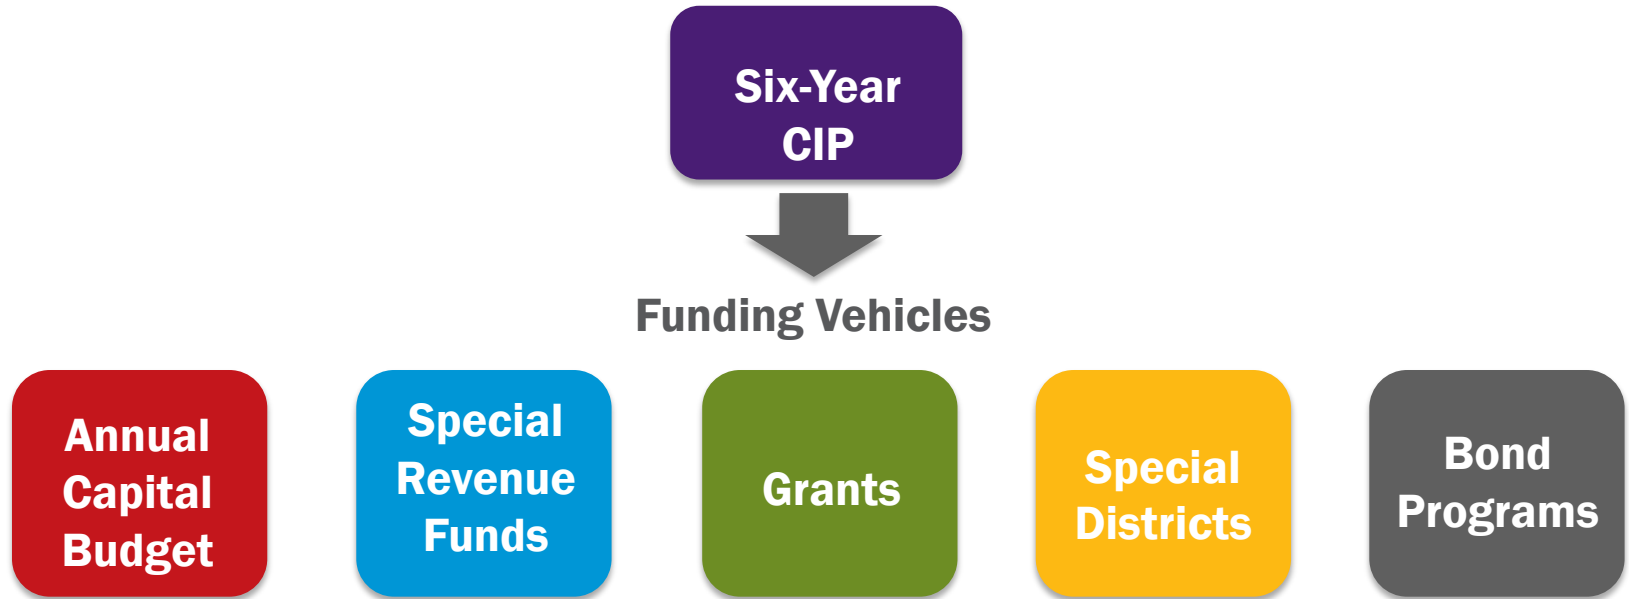 Six-Year
CIP
Funding Vehicles
Annual
Capital
Budget
Special
Revenue
Funds
Grants
Special
Districts
Bond
Programs